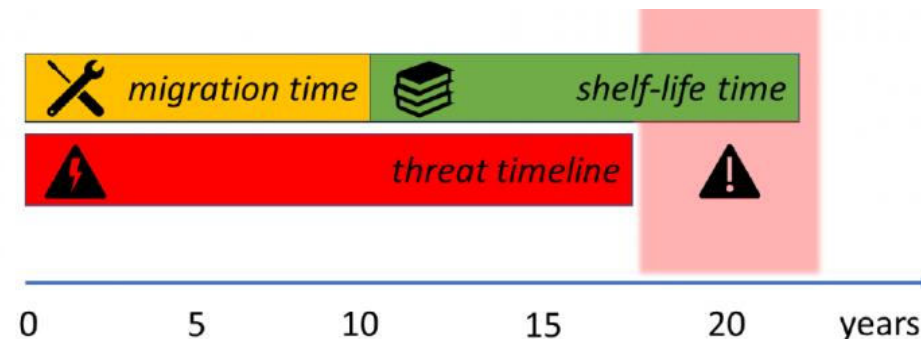 migration time
shelf-life time
threat timeline
0 5 10 15 20 years